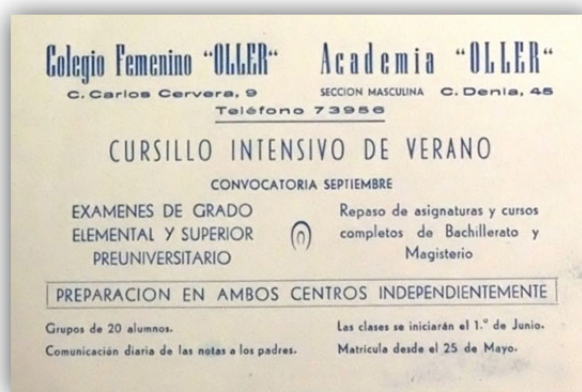 Colegio Femenino "OLLER"
C. Carlos Cervera, 9
Academia "OLLER"
SECCION MASCULINA C. Denia, 45
Teléfono 73956
CURSILLO INTENSIVO DE VERANO
CONVOCATORIA SEPTIEMBRE
EXAMENES DE GRADO
ELEMENTAL Y SUPERIOR
PREUNIVERSITARIO
Repaso de asignaturas y cursos
completos de Bachillerato y
Magisterio
PREPARACION EN AMBOS CENTROS INDEPENDIENTEMENTE
Grupos de 20 alumnos.
Comunicación diaria de las notas a los padres.
Las clases se iniciarán el 1.º de Junio.
Matrícula desde el 25 de Mayo.